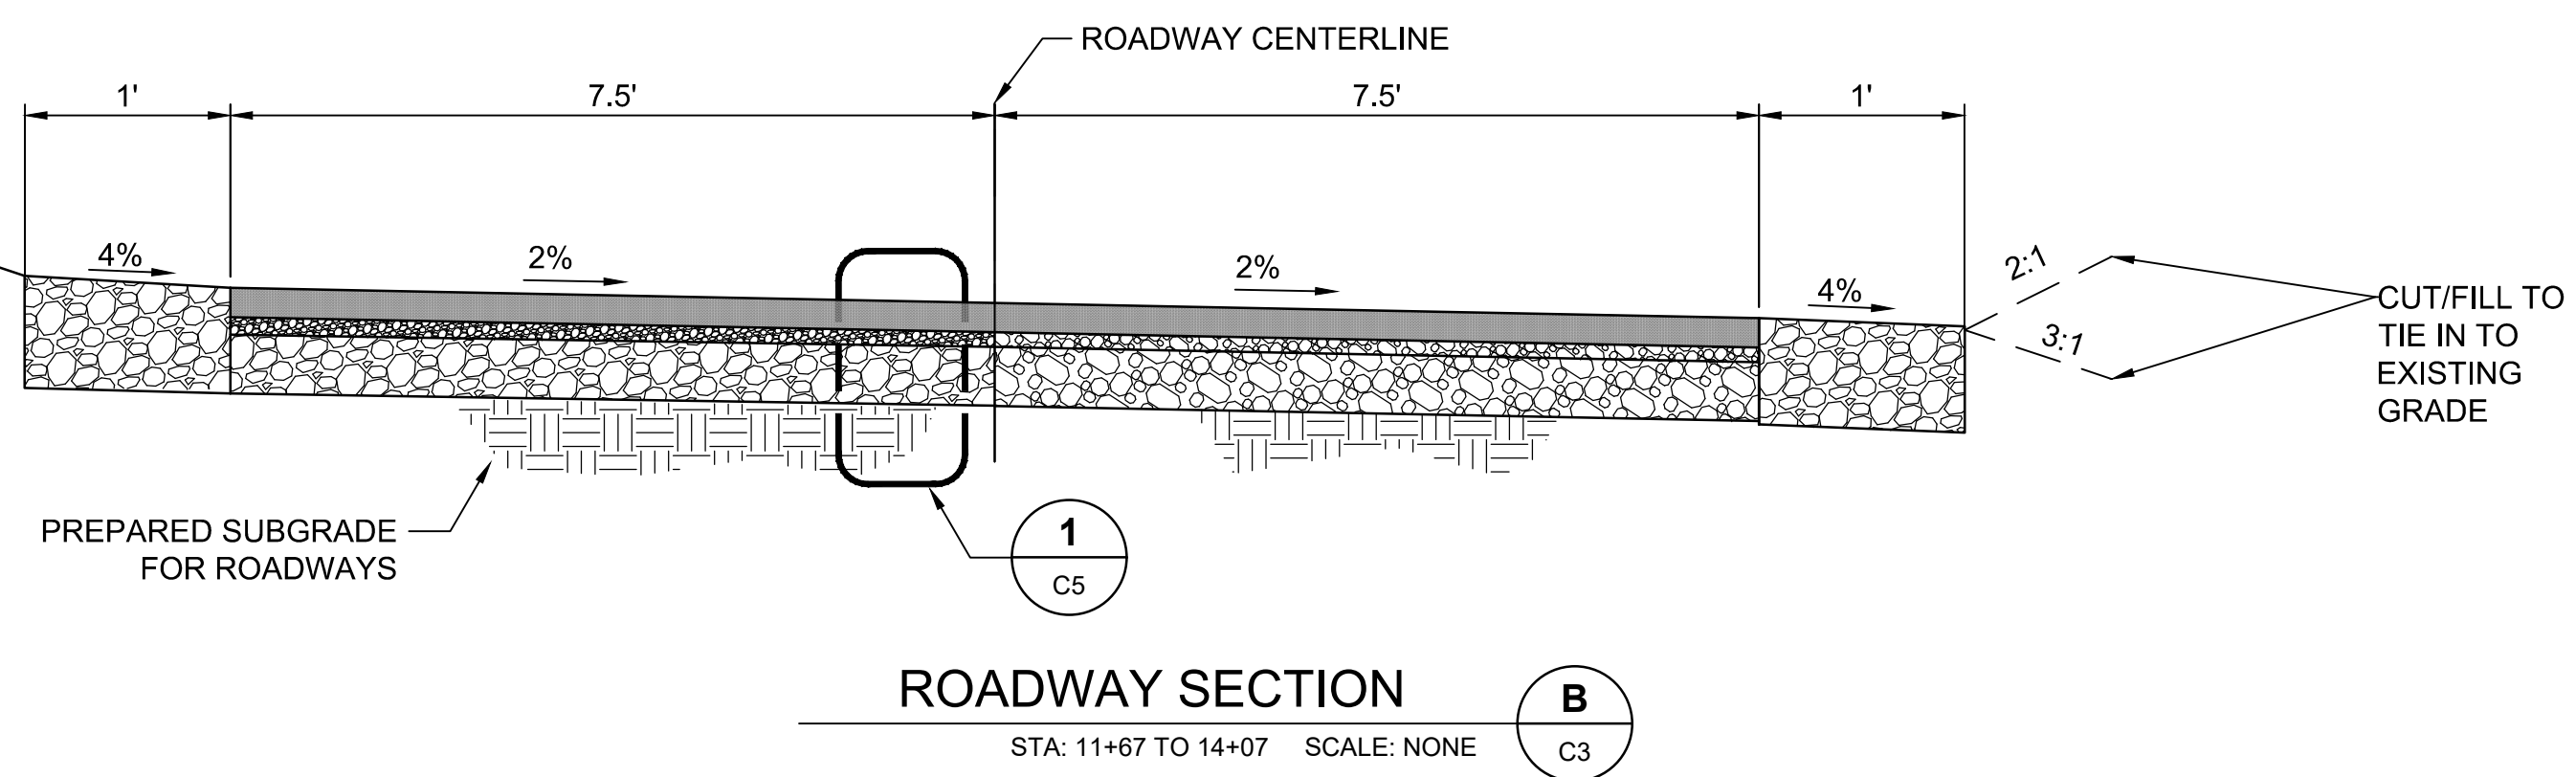 ROADWAY CENTERLINE
1'
7.5'
7.5'
1'
4%
2%
2%
4%
2:1
3:1
CUT/FILL TO
TIE IN TO
EXISTING
GRADE
PREPARED SUBGRADE
FOR ROADWAYS
1
C5
ROADWAY SECTION
B
C3
STA: 11+67 TO 14+07 SCALE: NONE